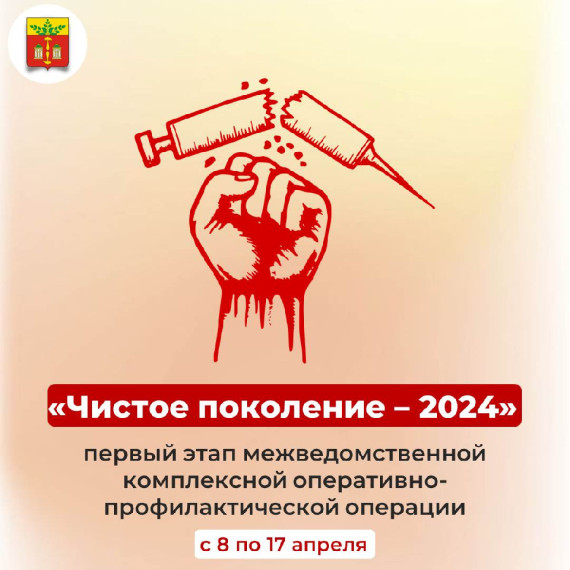 «Чистое поколение – 2024»
первый этап межведомственной
комплексной оперативно-
профилактической операции
с 8 по 17 апреля